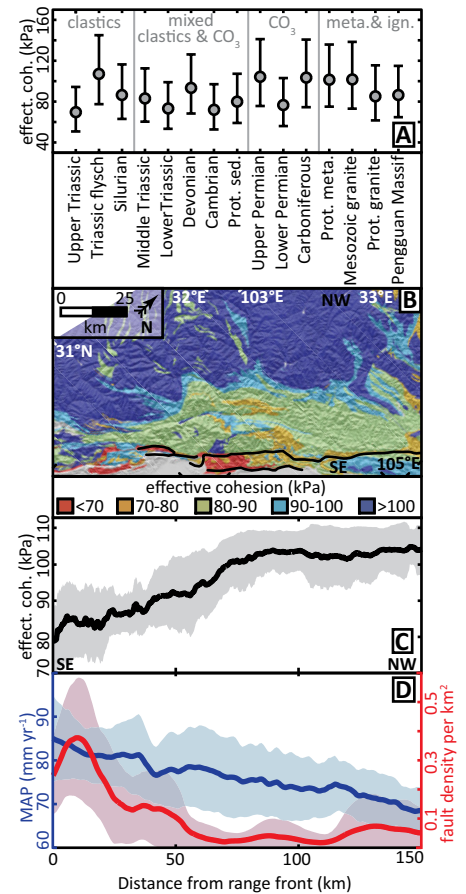 clastics
mixed
clastics & CO3
CO3
meta.& ign.
effect. coh. (kPa)
160
120
80
40
A
Upper Triassic
Triassic flysch
Silurian
Middle Triassic
LowerTriassic
Devonian
Cambrian
Prot. sed.
Upper Permian
Lower Permian
Carboniferous
Prot. meta.
Mesozoic granite
Prot. granite
Pengguan Massif
0 25
km
N
32°E 103°E
NW
33°E
B
31°N
SE
105°E
effective cohesion (kPa)
<70 70-80 80-90 90-100 >100
effect. coh. (kPa)
110
100
90
80
70
SE
NW
C
MAP (mm yr-1)
90
80
70
60
D
0.5
0.3
0.1
fault density per km2
0 50 100 150
Distance from range front (km)